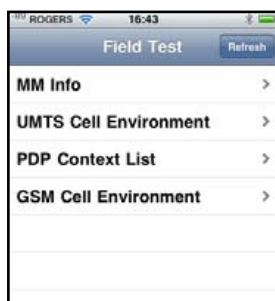 ROGERS 16:43
Field Test Refresh
MM Info
UMTS Cell Environment
PDP Context List
GSM Cell Environment